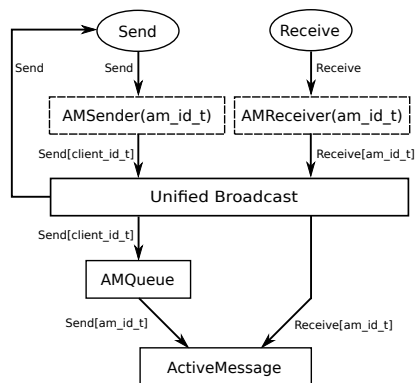 Send
Receive
Send
Send
Receive
AMSender(am_id_t)
AMReceiver(am_id_t)
Send[client_id_t]
Receive[am_id_t]
Unified Broadcast
Send[client_id_t]
AMQueue
Send[am_id_t]
Receive[am_id_t]
ActiveMessage